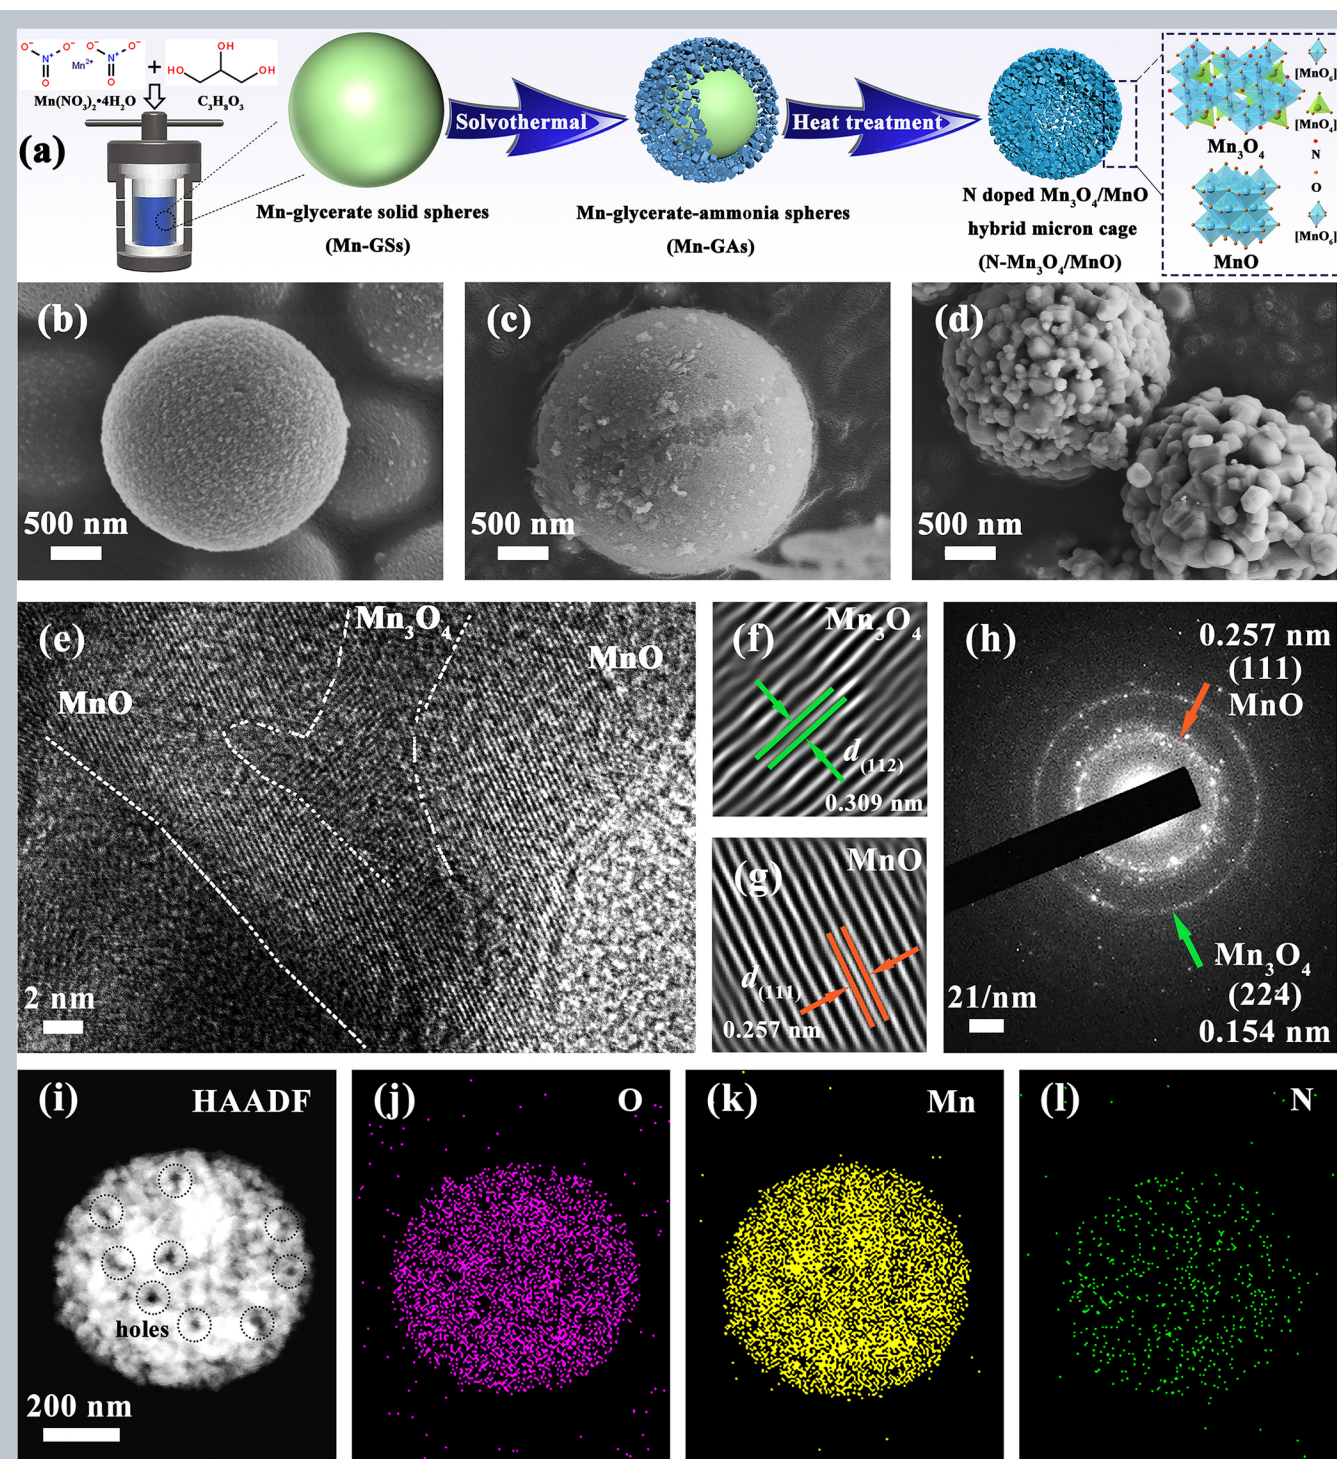 O⁻ O⁻ O⁻ O⁻
N⁺ Mn²⁺ N⁺
O O
+
OH
HO OH
Mn(NO₃)₂•4H₂O
C₃H₈O₃
(a)
Solvothermal
Heat treatment
Mn-glycerate solid spheres
(Mn-GSs)
Mn-glycerate-ammonia spheres
(Mn-GAs)
N doped Mn₃O₄/MnO
hybrid micron cage
(N-Mn₃O₄/MnO)
[MnO₆]
[MnO₄]
Mn₃O₄
N
O
[MnO₆]
MnO
(b)
500 nm
(c)
500 nm
(d)
500 nm
(e)
Mn₃O₄
MnO
MnO
2 nm
(f)
Mn₃O₄
d(112)
0.309 nm
(g)
MnO
d(111)
0.257 nm
(h)
0.257 nm
(111)
MnO
Mn₃O₄
(224)
0.154 nm
21/nm
(i)
HAADF
holes
200 nm
(j)
O
(k)
Mn
(l)
N